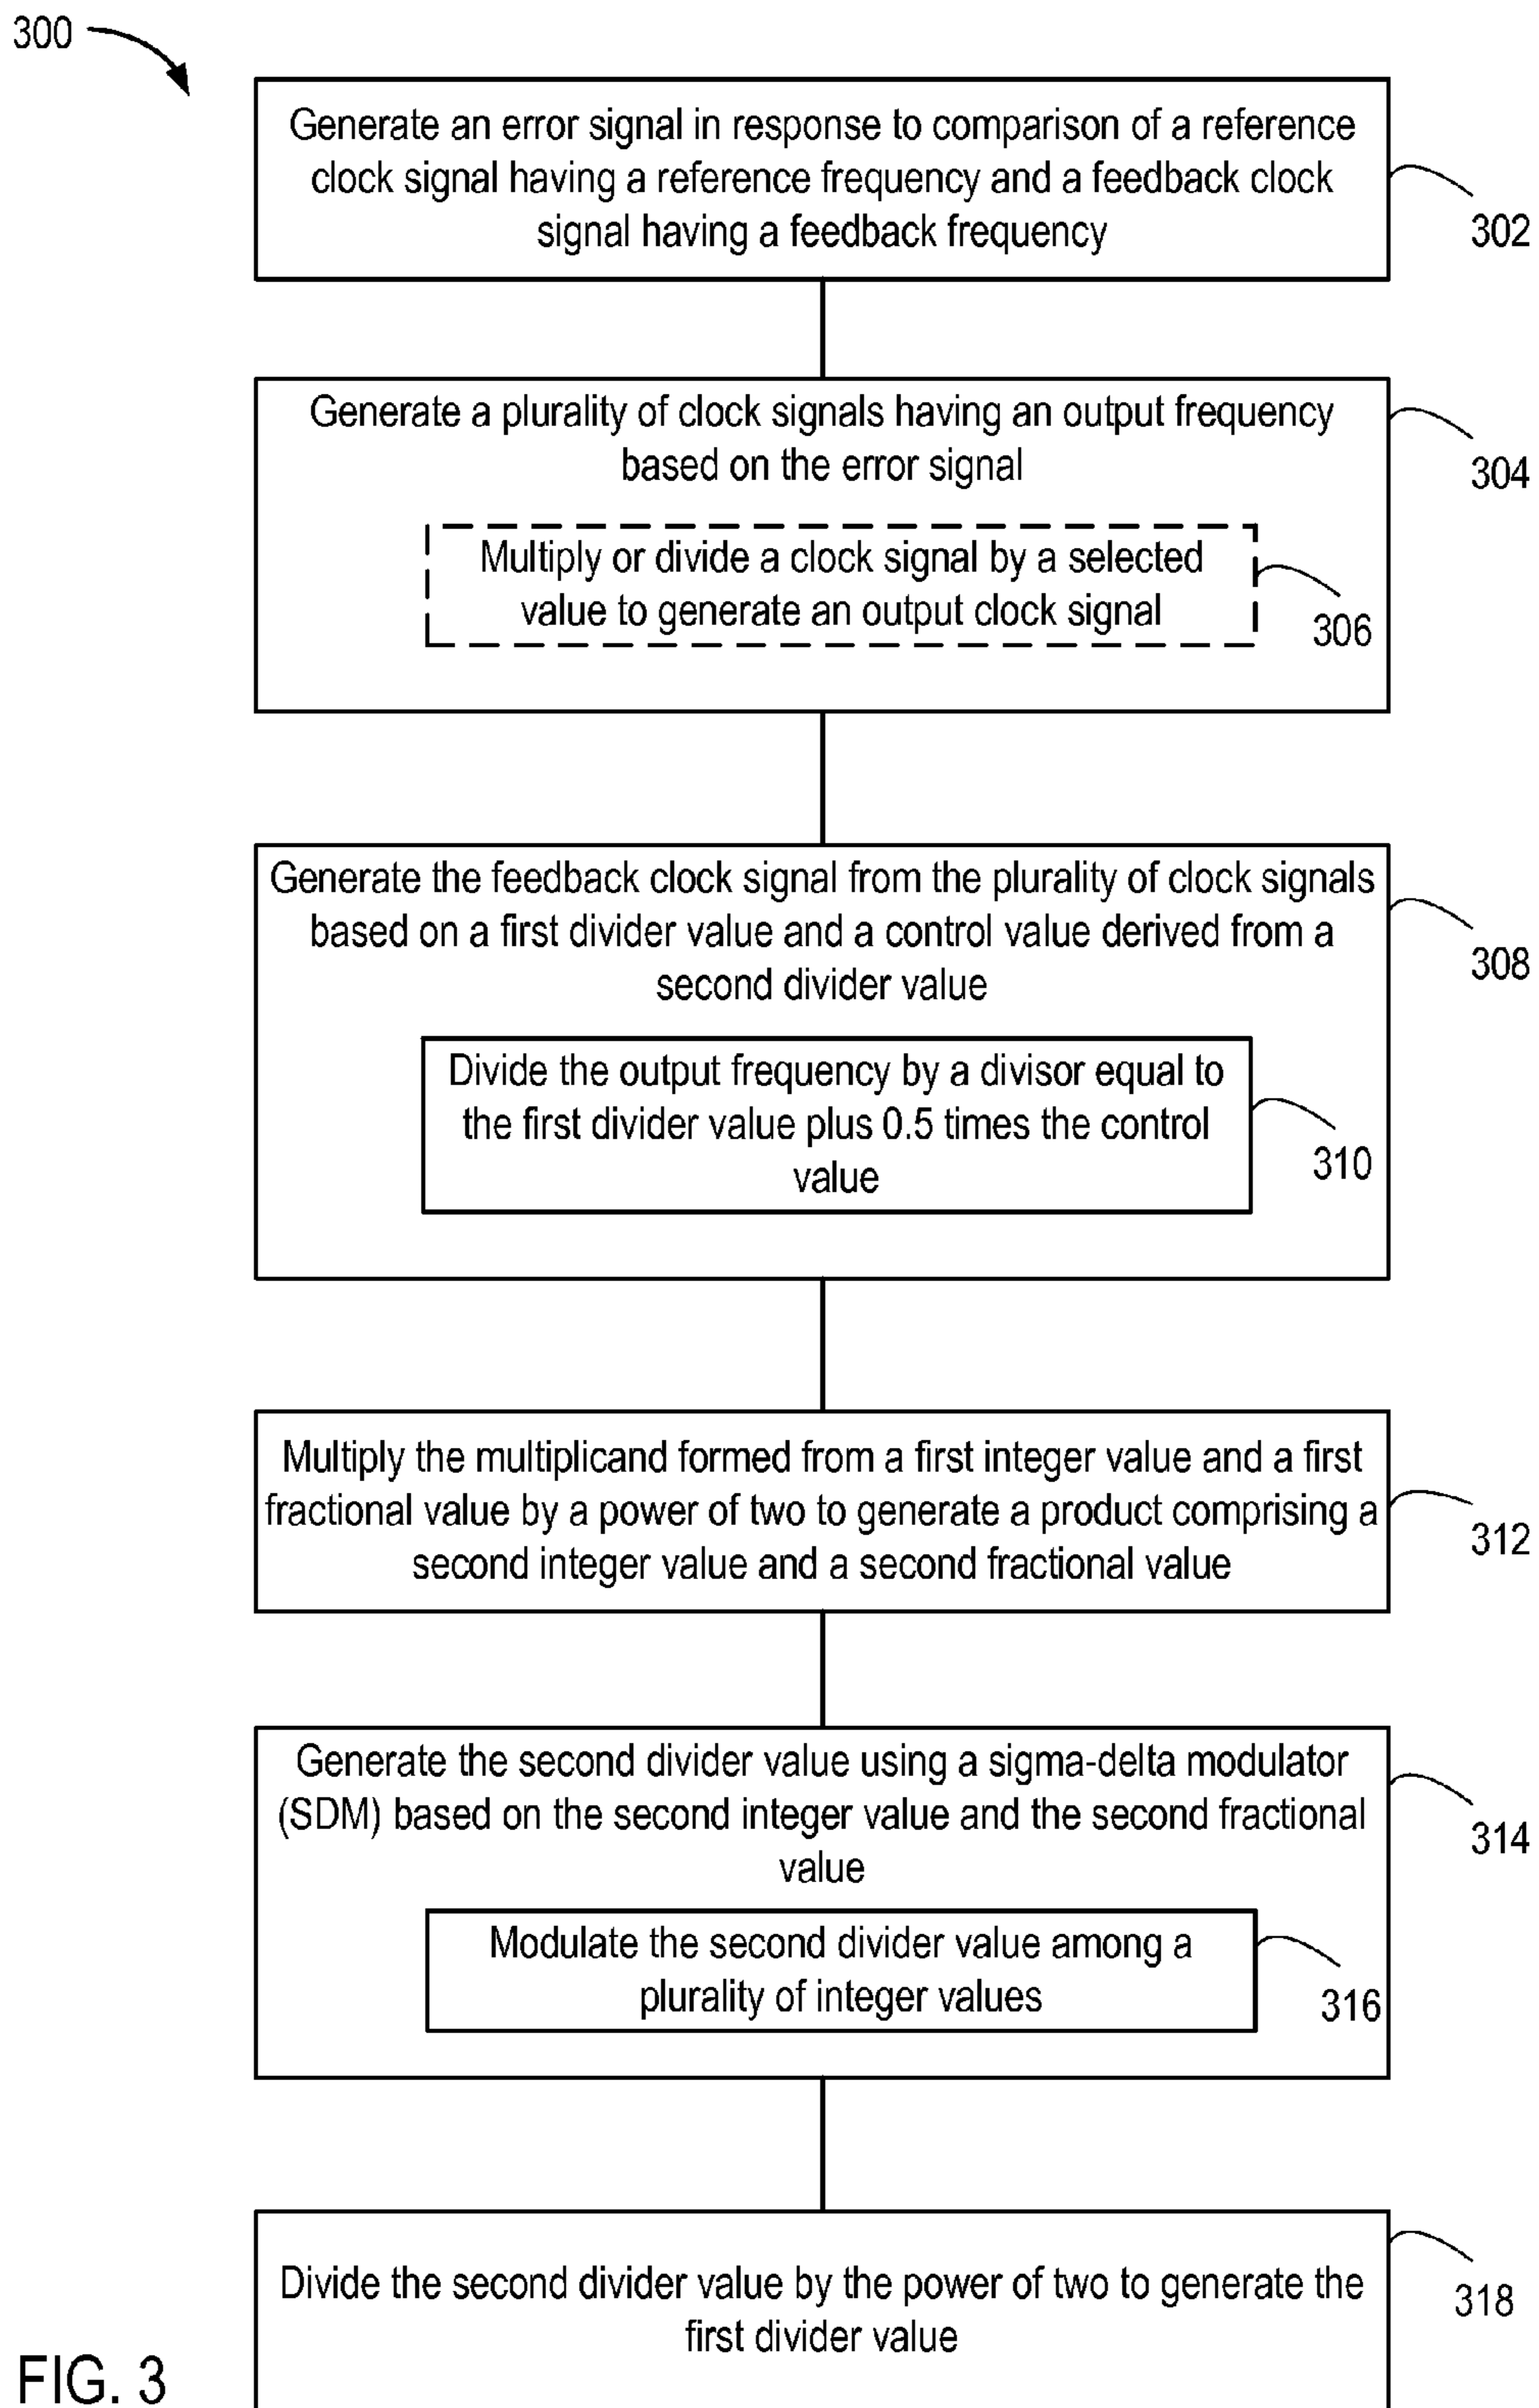 300
Generate an error signal in response to comparison of a reference
clock signal having a reference frequency and a feedback clock
signal having a feedback frequency
302
Generate a plurality of clock signals having an output frequency
based on the error signal
304
Multiply or divide a clock signal by a selected
value to generate an output clock signal
306
Generate the feedback clock signal from the plurality of clock signals
based on a first divider value and a control value derived from a
second divider value
308
Divide the output frequency by a divisor equal to
the first divider value plus 0.5 times the control
value
310
Multiply the multiplicand formed from a first integer value and a first
fractional value by a power of two to generate a product comprising a
second integer value and a second fractional value
312
Generate the second divider value using a sigma-delta modulator
(SDM) based on the second integer value and the second fractional
value
314
Modulate the second divider value among a
plurality of integer values
316
Divide the second divider value by the power of two to generate the
first divider value
318
FIG. 3